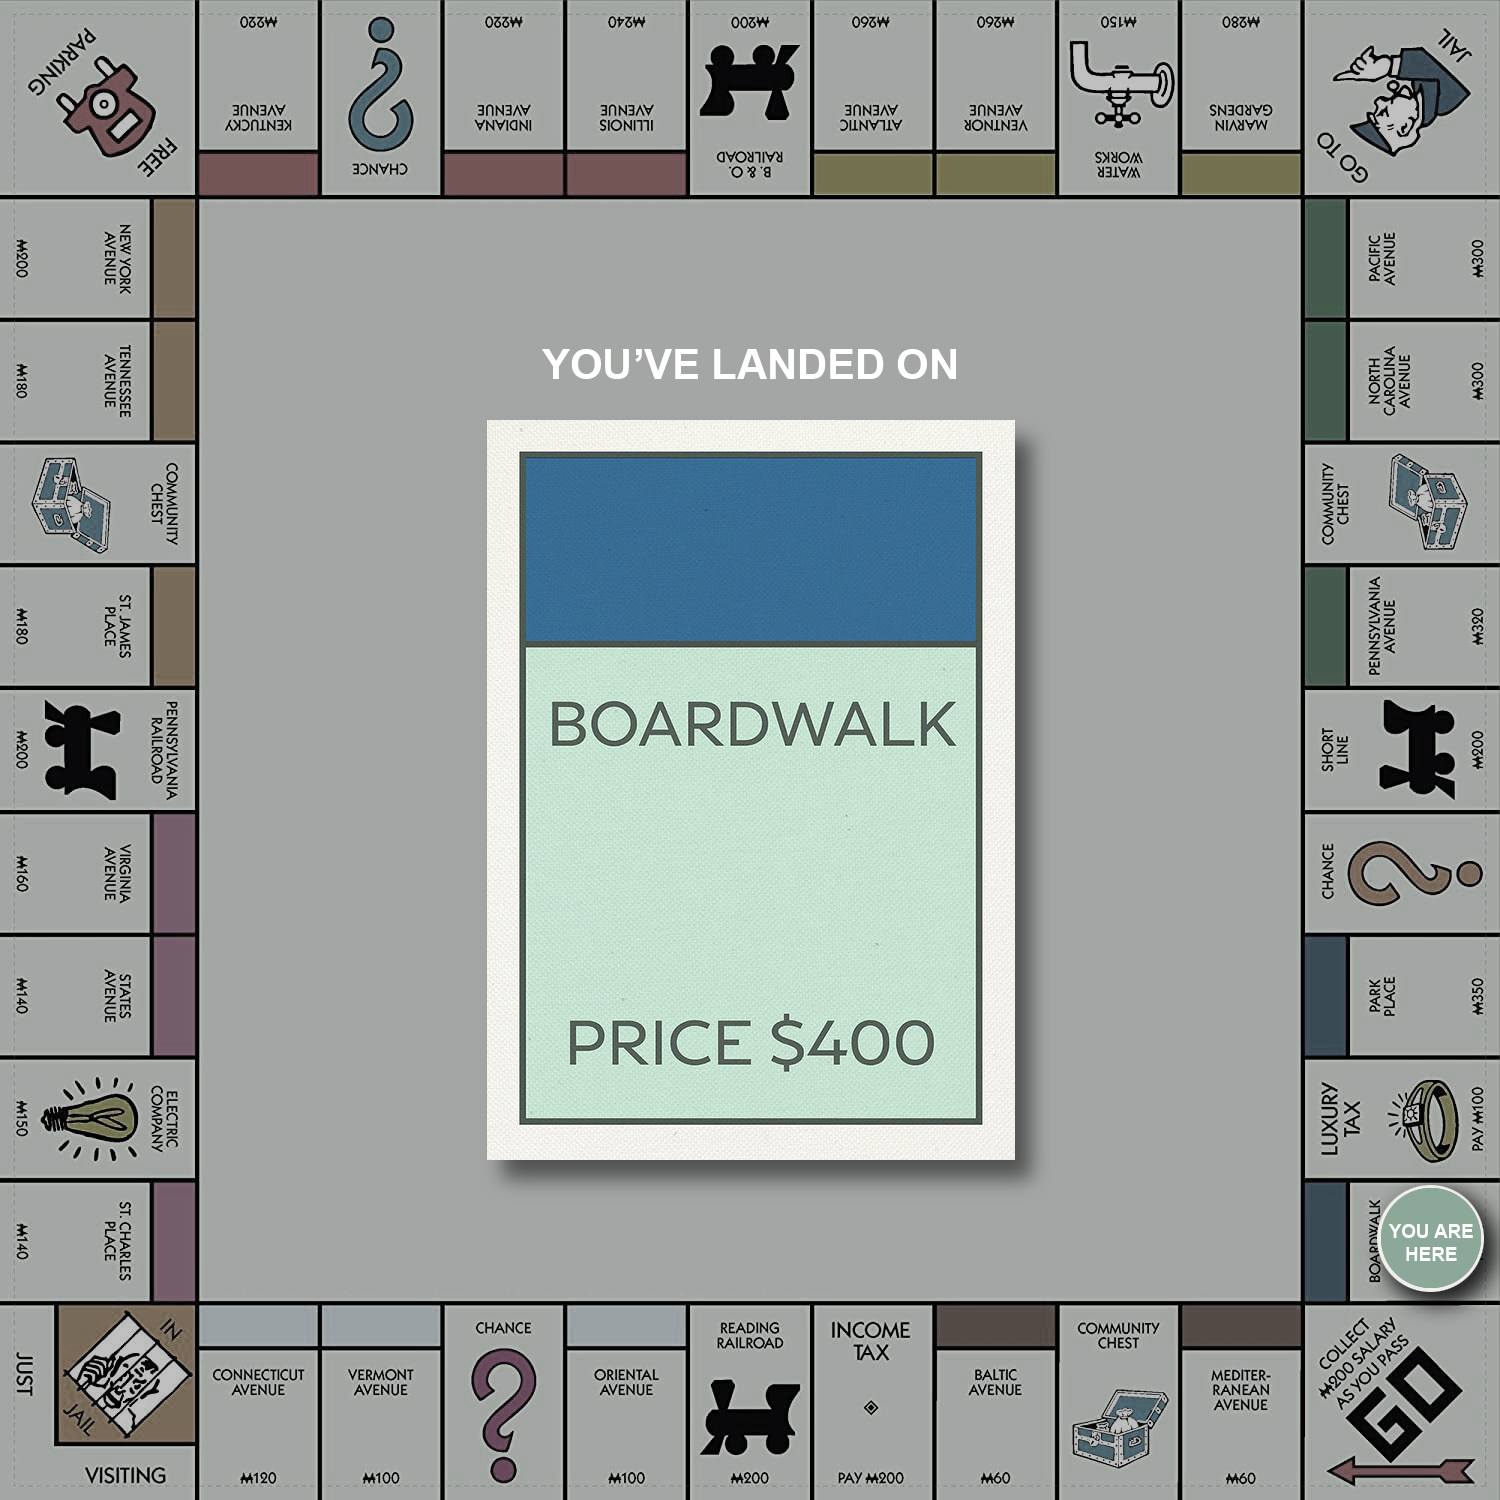 YOU'VE LANDED ON
BOARDWALK
PRICE $400
FREE
PARKING
₩220
KENTUCKY
AVENUE
CHANCE
₩220
INDIANA
AVENUE
₩240
ILLINOIS
AVENUE
₩200
B. & O.
RAILROAD
₩260
ATLANTIC
AVENUE
₩260
VENTNOR
AVENUE
₩150
WATER
WORKS
₩280
MARVIN
GARDENS
GO TO
JAIL
PACIFIC
AVENUE
₩300
NORTH
CAROLINA
AVENUE
₩300
COMMUNITY
CHEST
PENNSYLVANIA
AVENUE
₩320
SHORT
LINE
₩200
CHANCE
PARK
PLACE
₩350
LUXURY
TAX
PAY ₩100
BOARDWALK
YOU ARE
HERE
COLLECT
₩200 SALARY
AS YOU PASS
GO
MEDITER-
RANEAN
AVENUE
₩60
COMMUNITY
CHEST
BALTIC
AVENUE
₩60
INCOME
TAX
PAY ₩200
READING
RAILROAD
₩200
ORIENTAL
AVENUE
₩100
CHANCE
VERMONT
AVENUE
₩100
CONNECTICUT
AVENUE
₩120
IN
JAIL
JUST
VISITING
ST. CHARLES
PLACE
₩140
ELECTRIC
COMPANY
₩150
STATES
AVENUE
₩140
VIRGINIA
AVENUE
₩160
PENNSYLVANIA
RAILROAD
₩200
ST. JAMES
PLACE
₩180
COMMUNITY
CHEST
TENNESSEE
AVENUE
₩180
NEW YORK
AVENUE
₩200